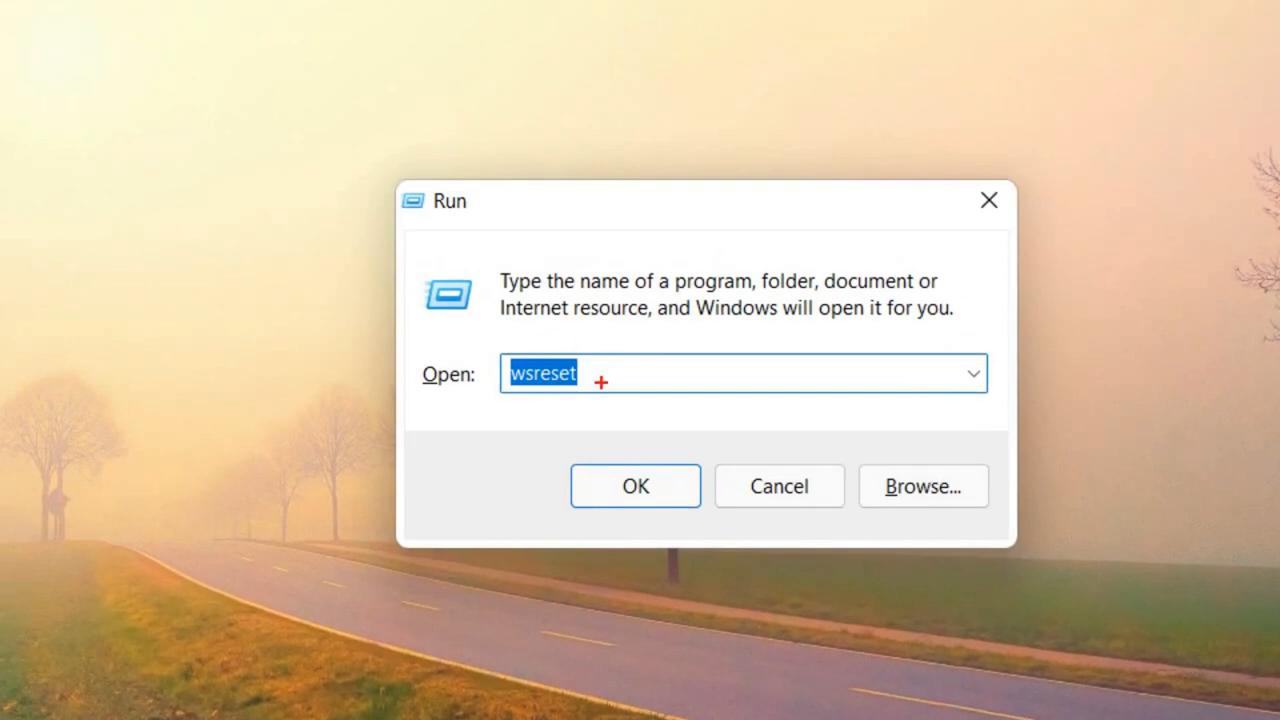 Run
Type the name of a program, folder, document or
Internet resource, and Windows will open it for you.
Open: wsreset
OK Cancel Browse...